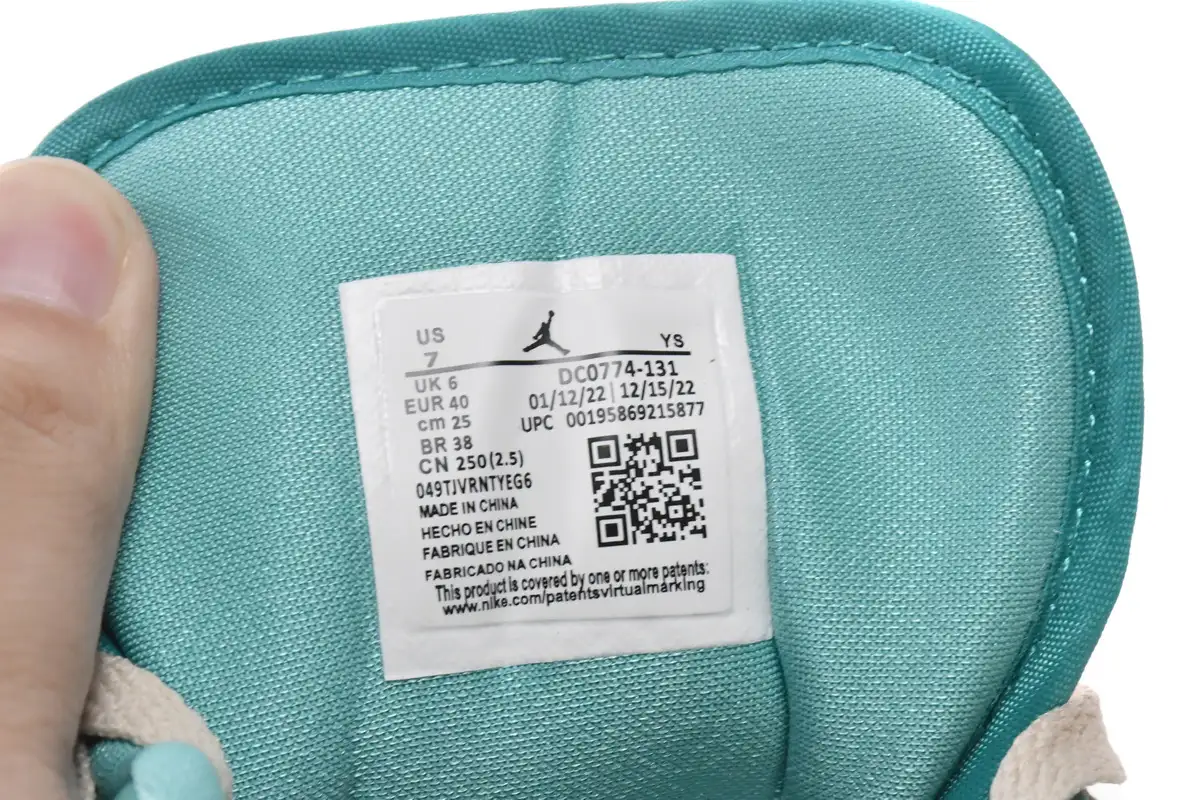 US
7
YS
UK 6
EUR 40
cm 25
BR 38
CN 250(2.5)
DC0774-131
01/12/22 | 12/15/22
UPC 00195869215877
049TJVRNTYEG6
MADE IN CHINA
HECHO EN CHINE
FABRIQUE EN CHINA
FABRICADO NA CHINA
This product is covered by one or more patents:
www.nike.com/patentsvirtualmarking